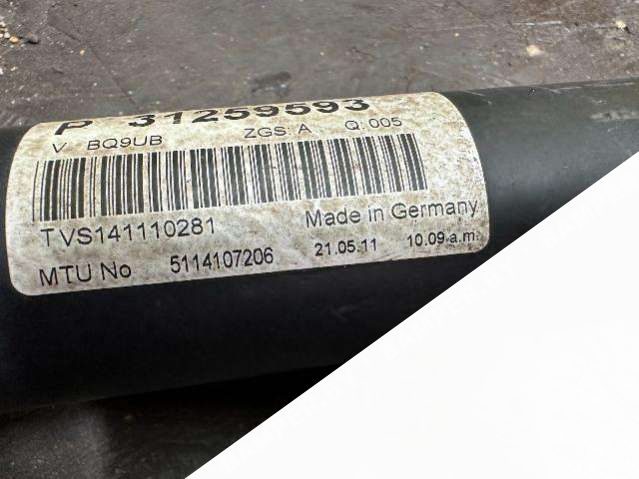 P 31259593
V BQ9UB ZGS A Q 005
TVS141110281 Made in Germany
MTU No 5114107206 21.05.11 10.09 a.m.